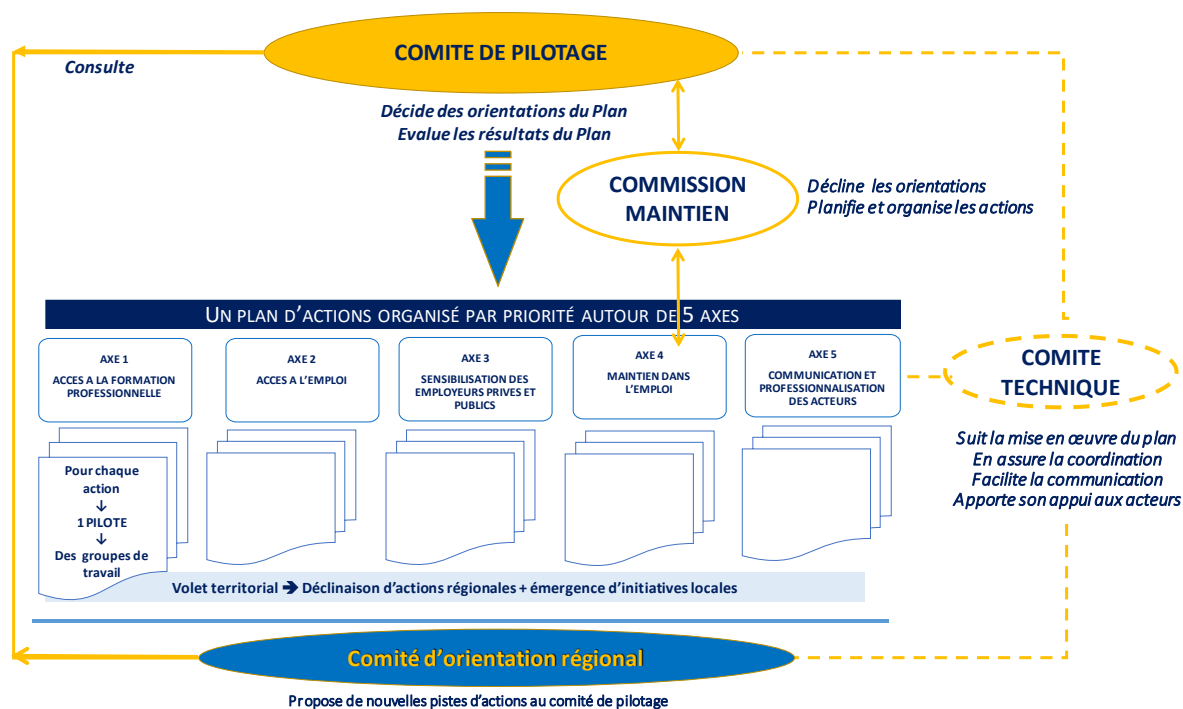 COMITE DE PILOTAGE
Consulte
Décide des orientations du Plan
Evalue les résultats du Plan
COMMISSION
MAINTIEN
Décline les orientations
Planifie et organise les actions
UN PLAN D'ACTIONS ORGANISÉ PAR PRIORITÉ AUTOUR DE 5 AXES
AXE 1
ACCES A LA FORMATION
PROFESSIONNELLE
AXE 2
ACCES A L'EMPLOI
AXE 3
SENSIBILISATION DES
EMPLOYEURS PRIVES ET
PUBLICS
AXE 4
MAINTIEN DANS
L'EMPLOI
AXE 5
COMMUNICATION ET
PROFESSIONNALISATION
DES ACTEURS
COMITE
TECHNIQUE
Suit la mise en œuvre du plan
En assure la coordination
Facilite la communication
Apporte son appui aux acteurs
Pour chaque
action
↓
1 PILOTE
↓
Des groupes de
travail
Volet territorial ➔ Déclinaison d'actions régionales + émergence d'initiatives locales
Comité d'orientation régional
Propose de nouvelles pistes d'actions au comité de pilotage